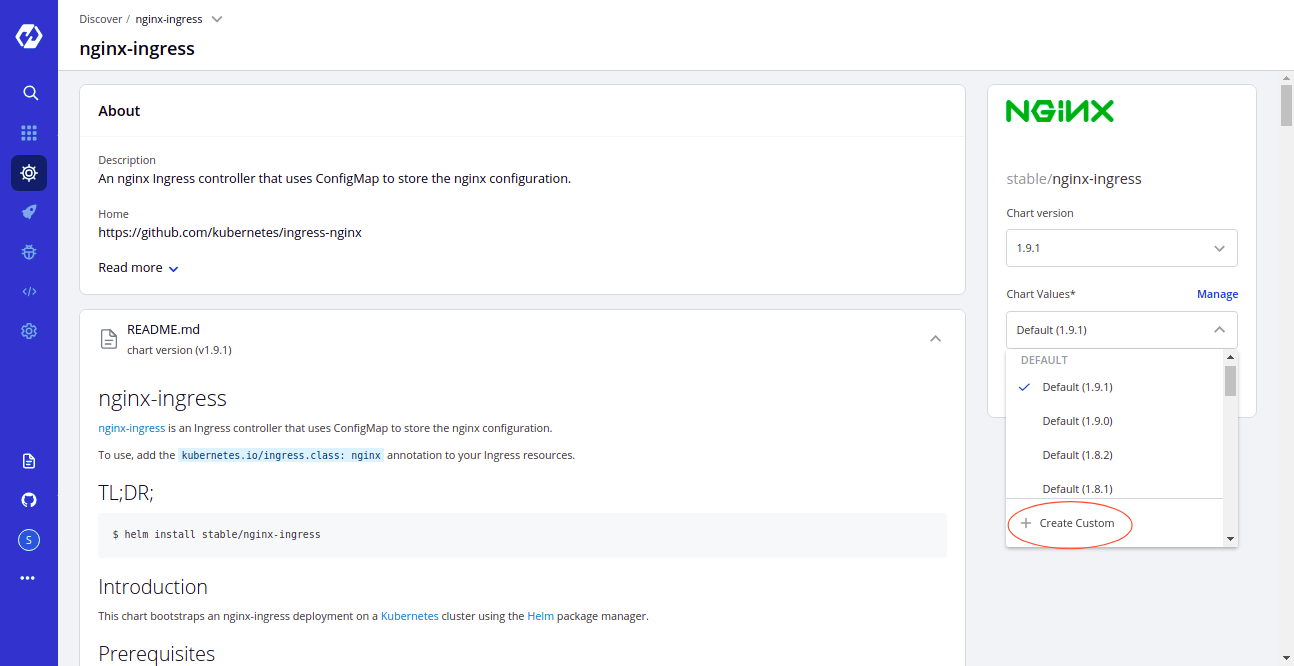 Discover / nginx-ingress
nginx-ingress
About
Description
An nginx Ingress controller that uses ConfigMap to store the nginx configuration.
Home
https://github.com/kubernetes/ingress-nginx
Read more
README.md
chart version (v1.9.1)
nginx-ingress
nginx-ingress is an Ingress controller that uses ConfigMap to store the nginx configuration.
To use, add the kubernetes.io/ingress.class: nginx annotation to your Ingress resources.
TL;DR;
$ helm install stable/nginx-ingress
Introduction
This chart bootstraps an nginx-ingress deployment on a Kubernetes cluster using the Helm package manager.
Prerequisites
NGINX
stable/nginx-ingress
Chart version
1.9.1
Chart Values* Manage
Default (1.9.1)
DEFAULT
Default (1.9.1)
Default (1.9.0)
Default (1.8.2)
Default (1.8.1)
+ Create Custom
S